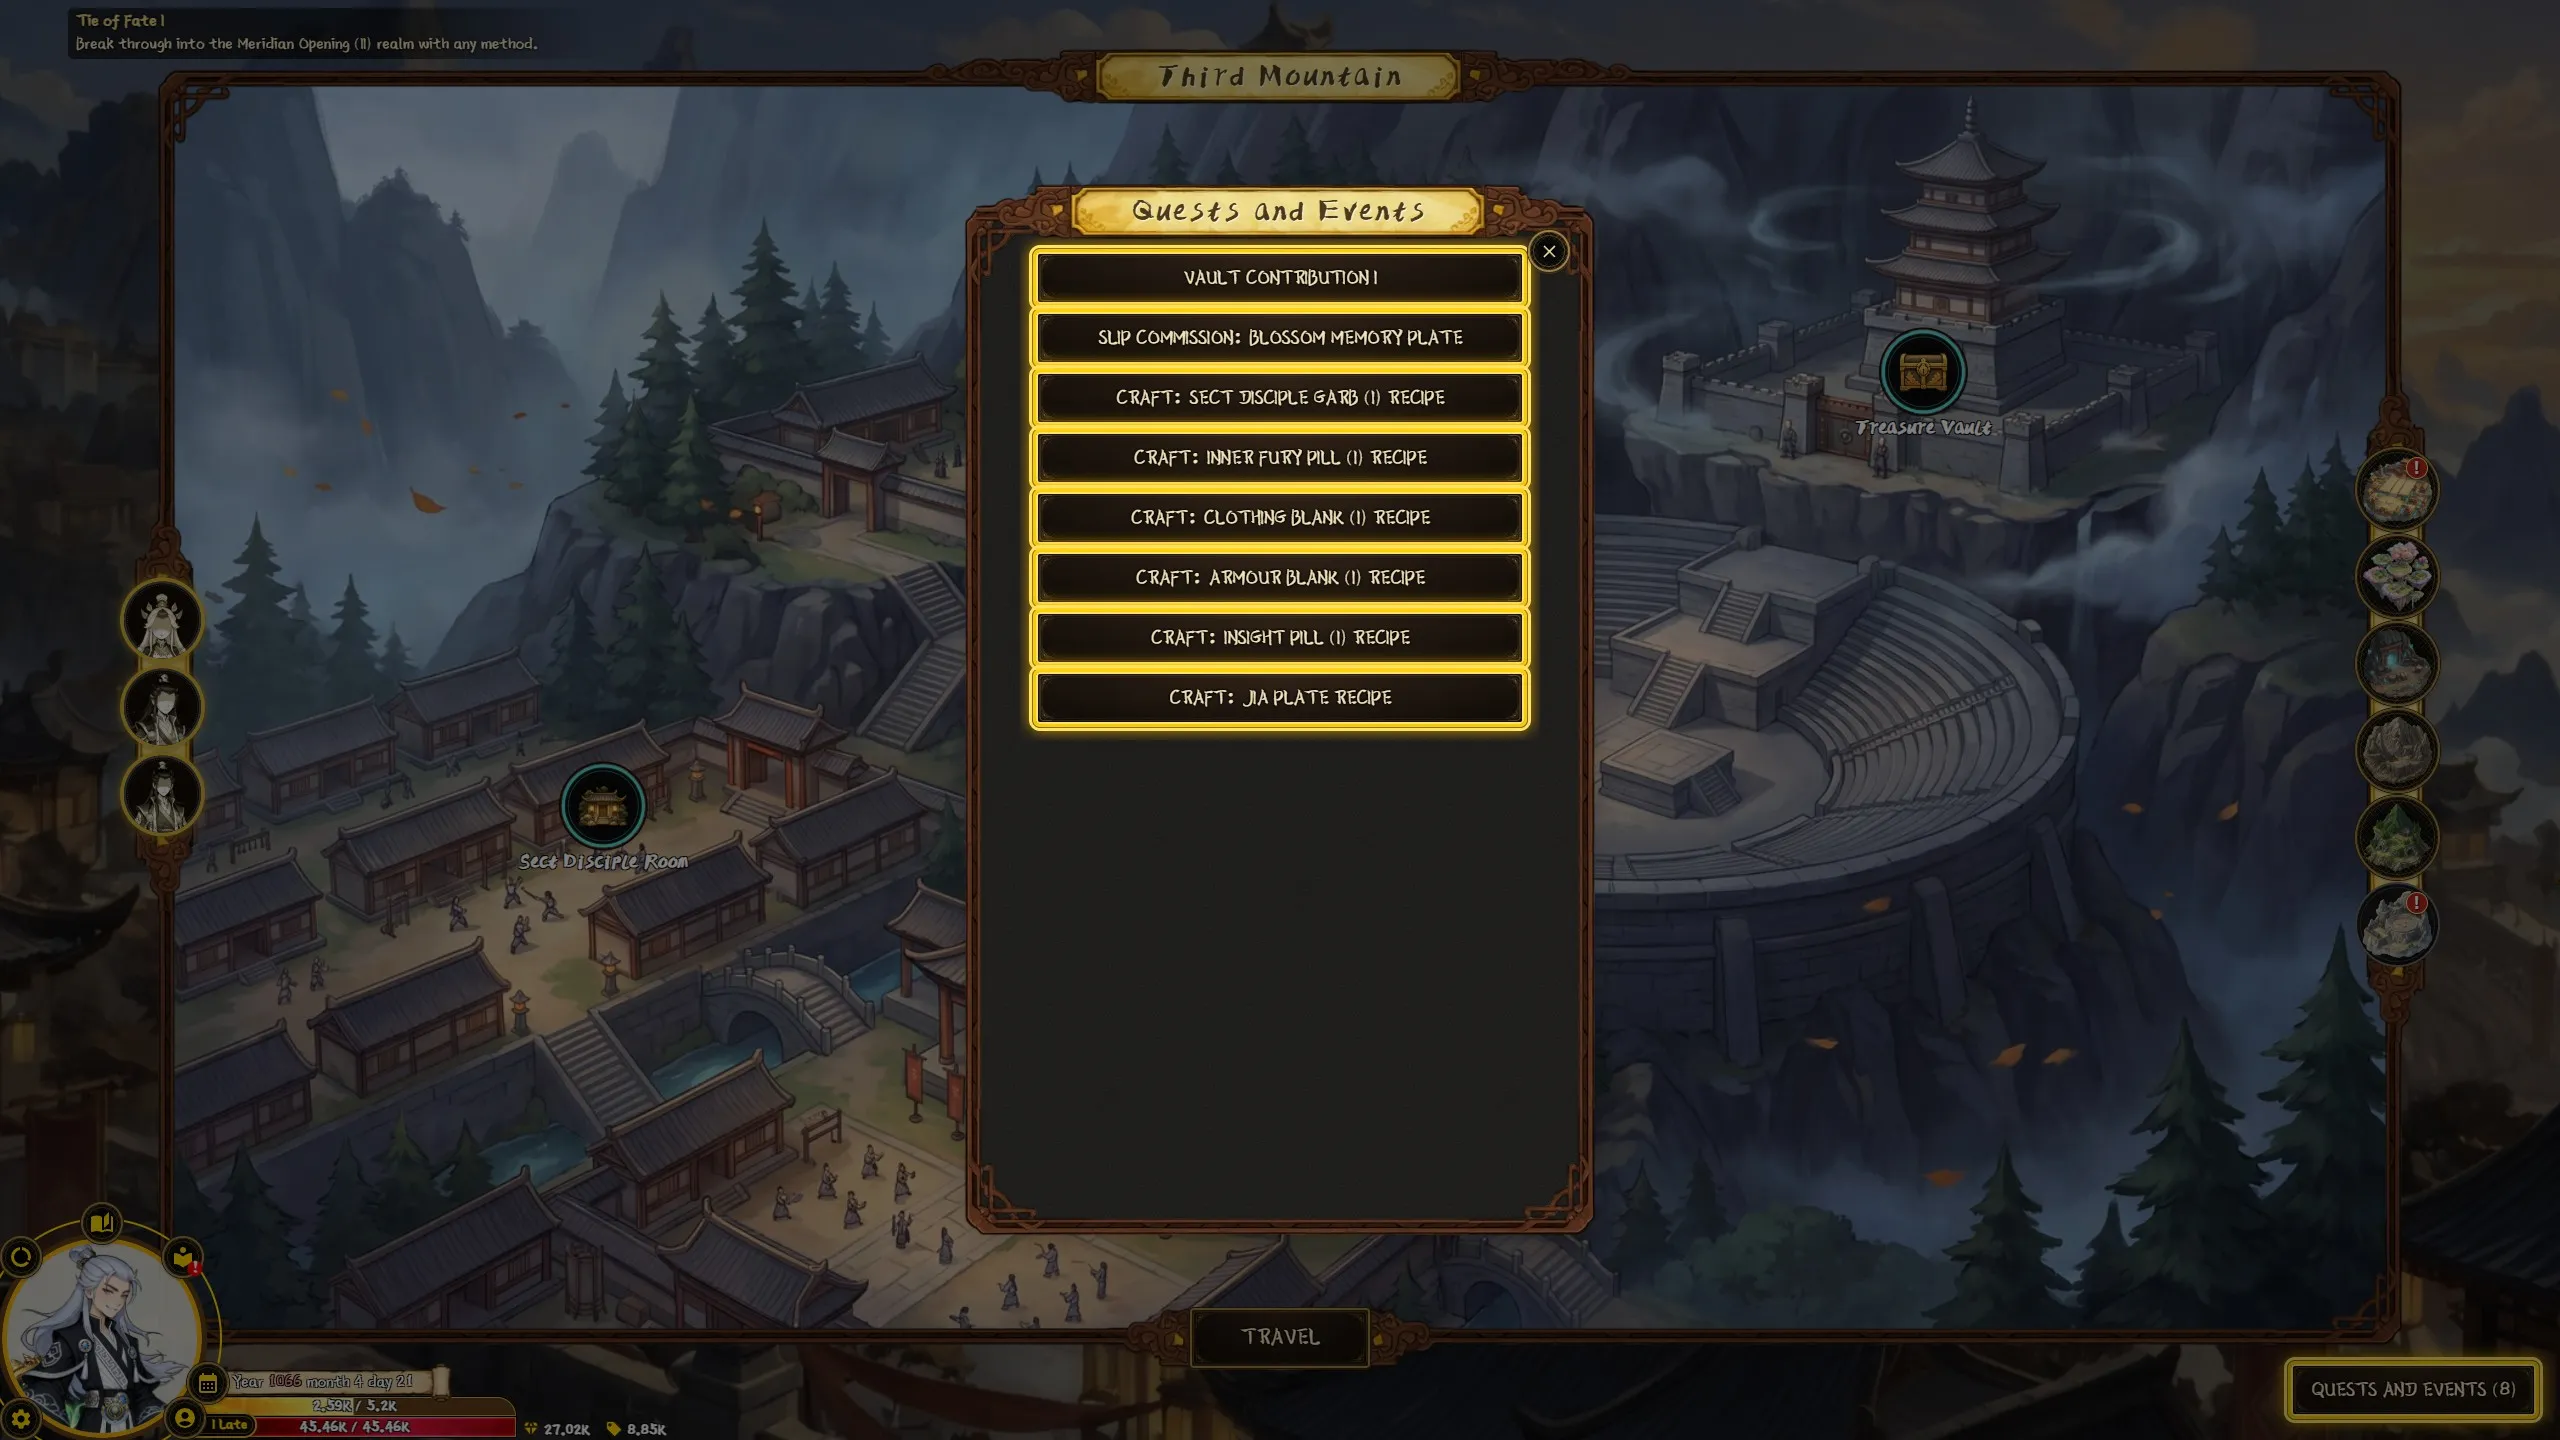 Tie of Fate I
Break through into the Meridian Opening (II) realm with any method.
Third Mountain
Quests and Events
VAULT CONTRIBUTION I
SLIP COMMISSION: BLOSSOM MEMORY PLATE
CRAFT: SECT DISCIPLE GARB (I) RECIPE
CRAFT: INNER FURY PILL (I) RECIPE
CRAFT: CLOTHING BLANK (I) RECIPE
CRAFT: ARMOUR BLANK (I) RECIPE
CRAFT: INSIGHT PILL (I) RECIPE
CRAFT: JIA PLATE RECIPE
Treasure Vault
Sect Disciple Room
TRAVEL
Year 1066 month 4 day 21
2.59K / 5.2K
I Late
45.46K / 45.46K
27.02K
8.85K
QUESTS AND EVENTS (8)